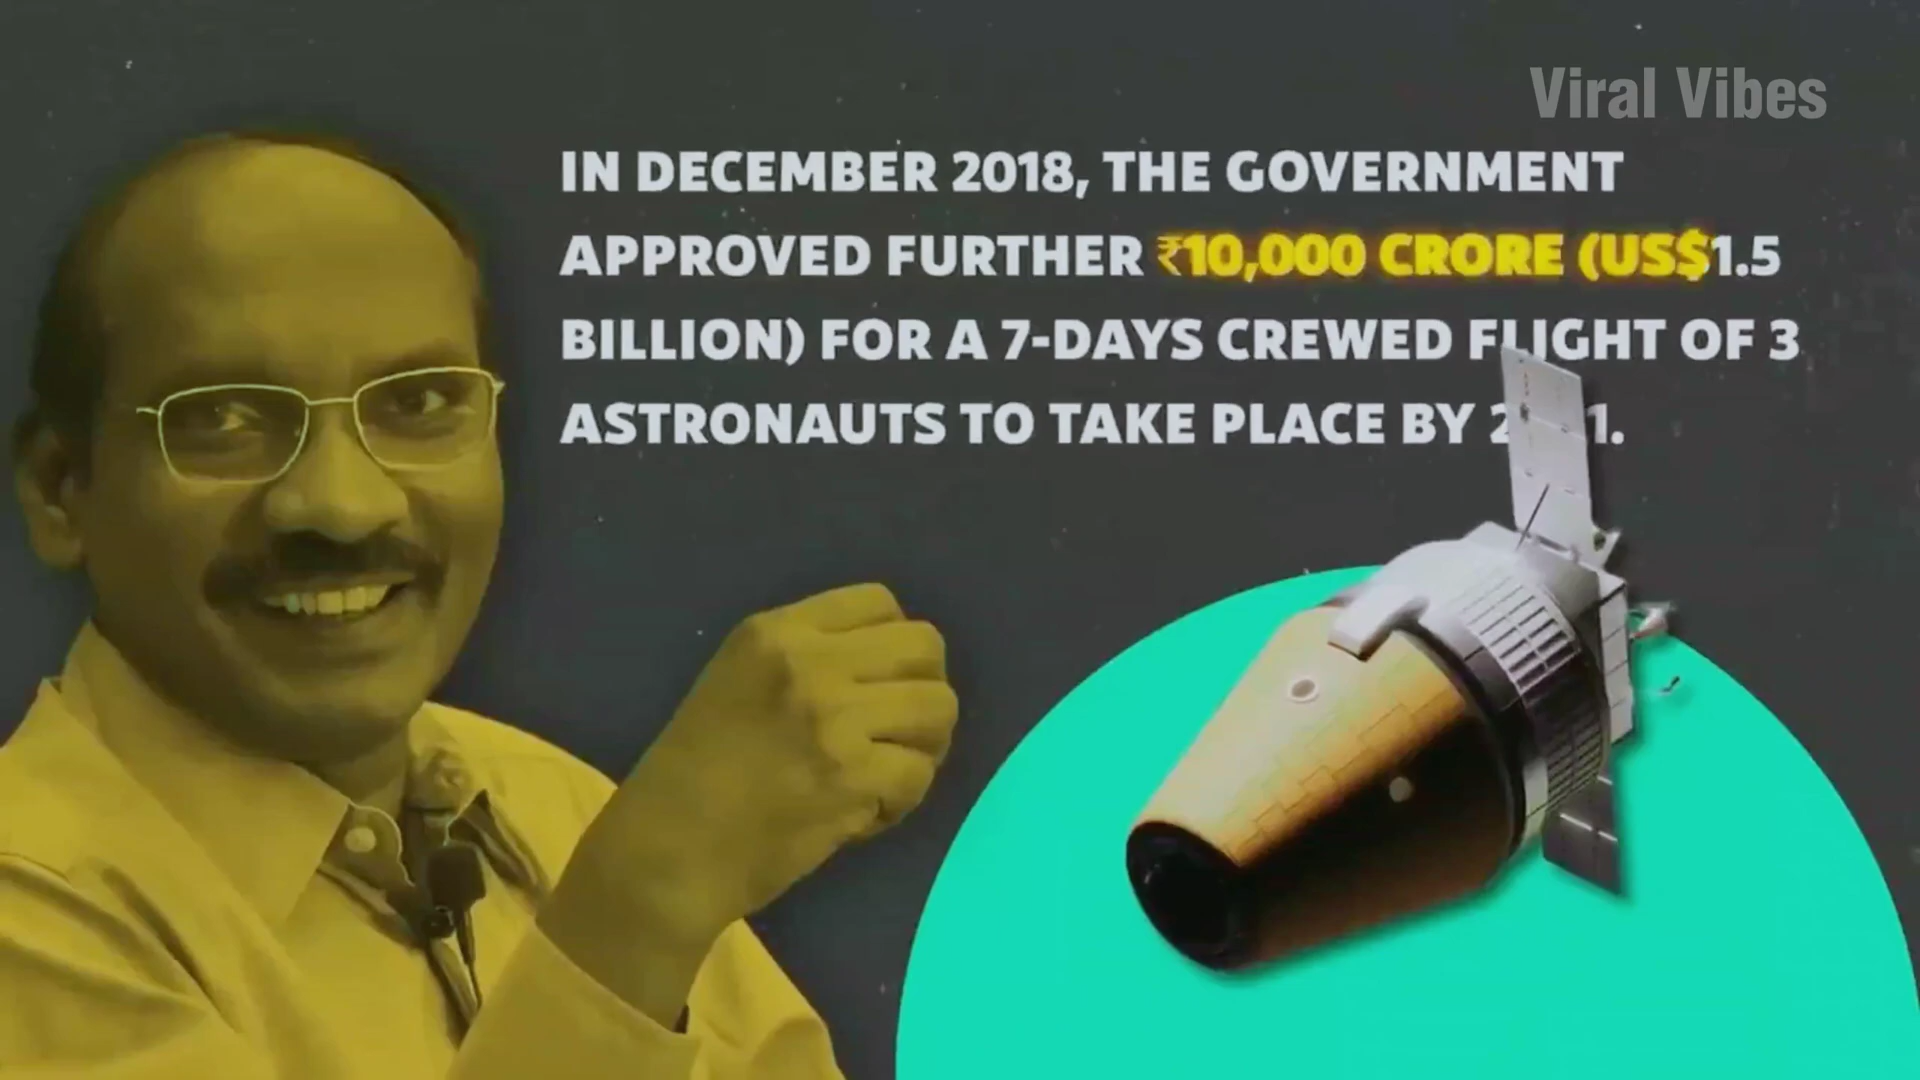 Viral Vibes
IN DECEMBER 2018, THE GOVERNMENT
APPROVED FURTHER ₹10,000 CRORE (US$1.5
BILLION) FOR A 7-DAYS CREWED FLIGHT OF 3
ASTRONAUTS TO TAKE PLACE BY